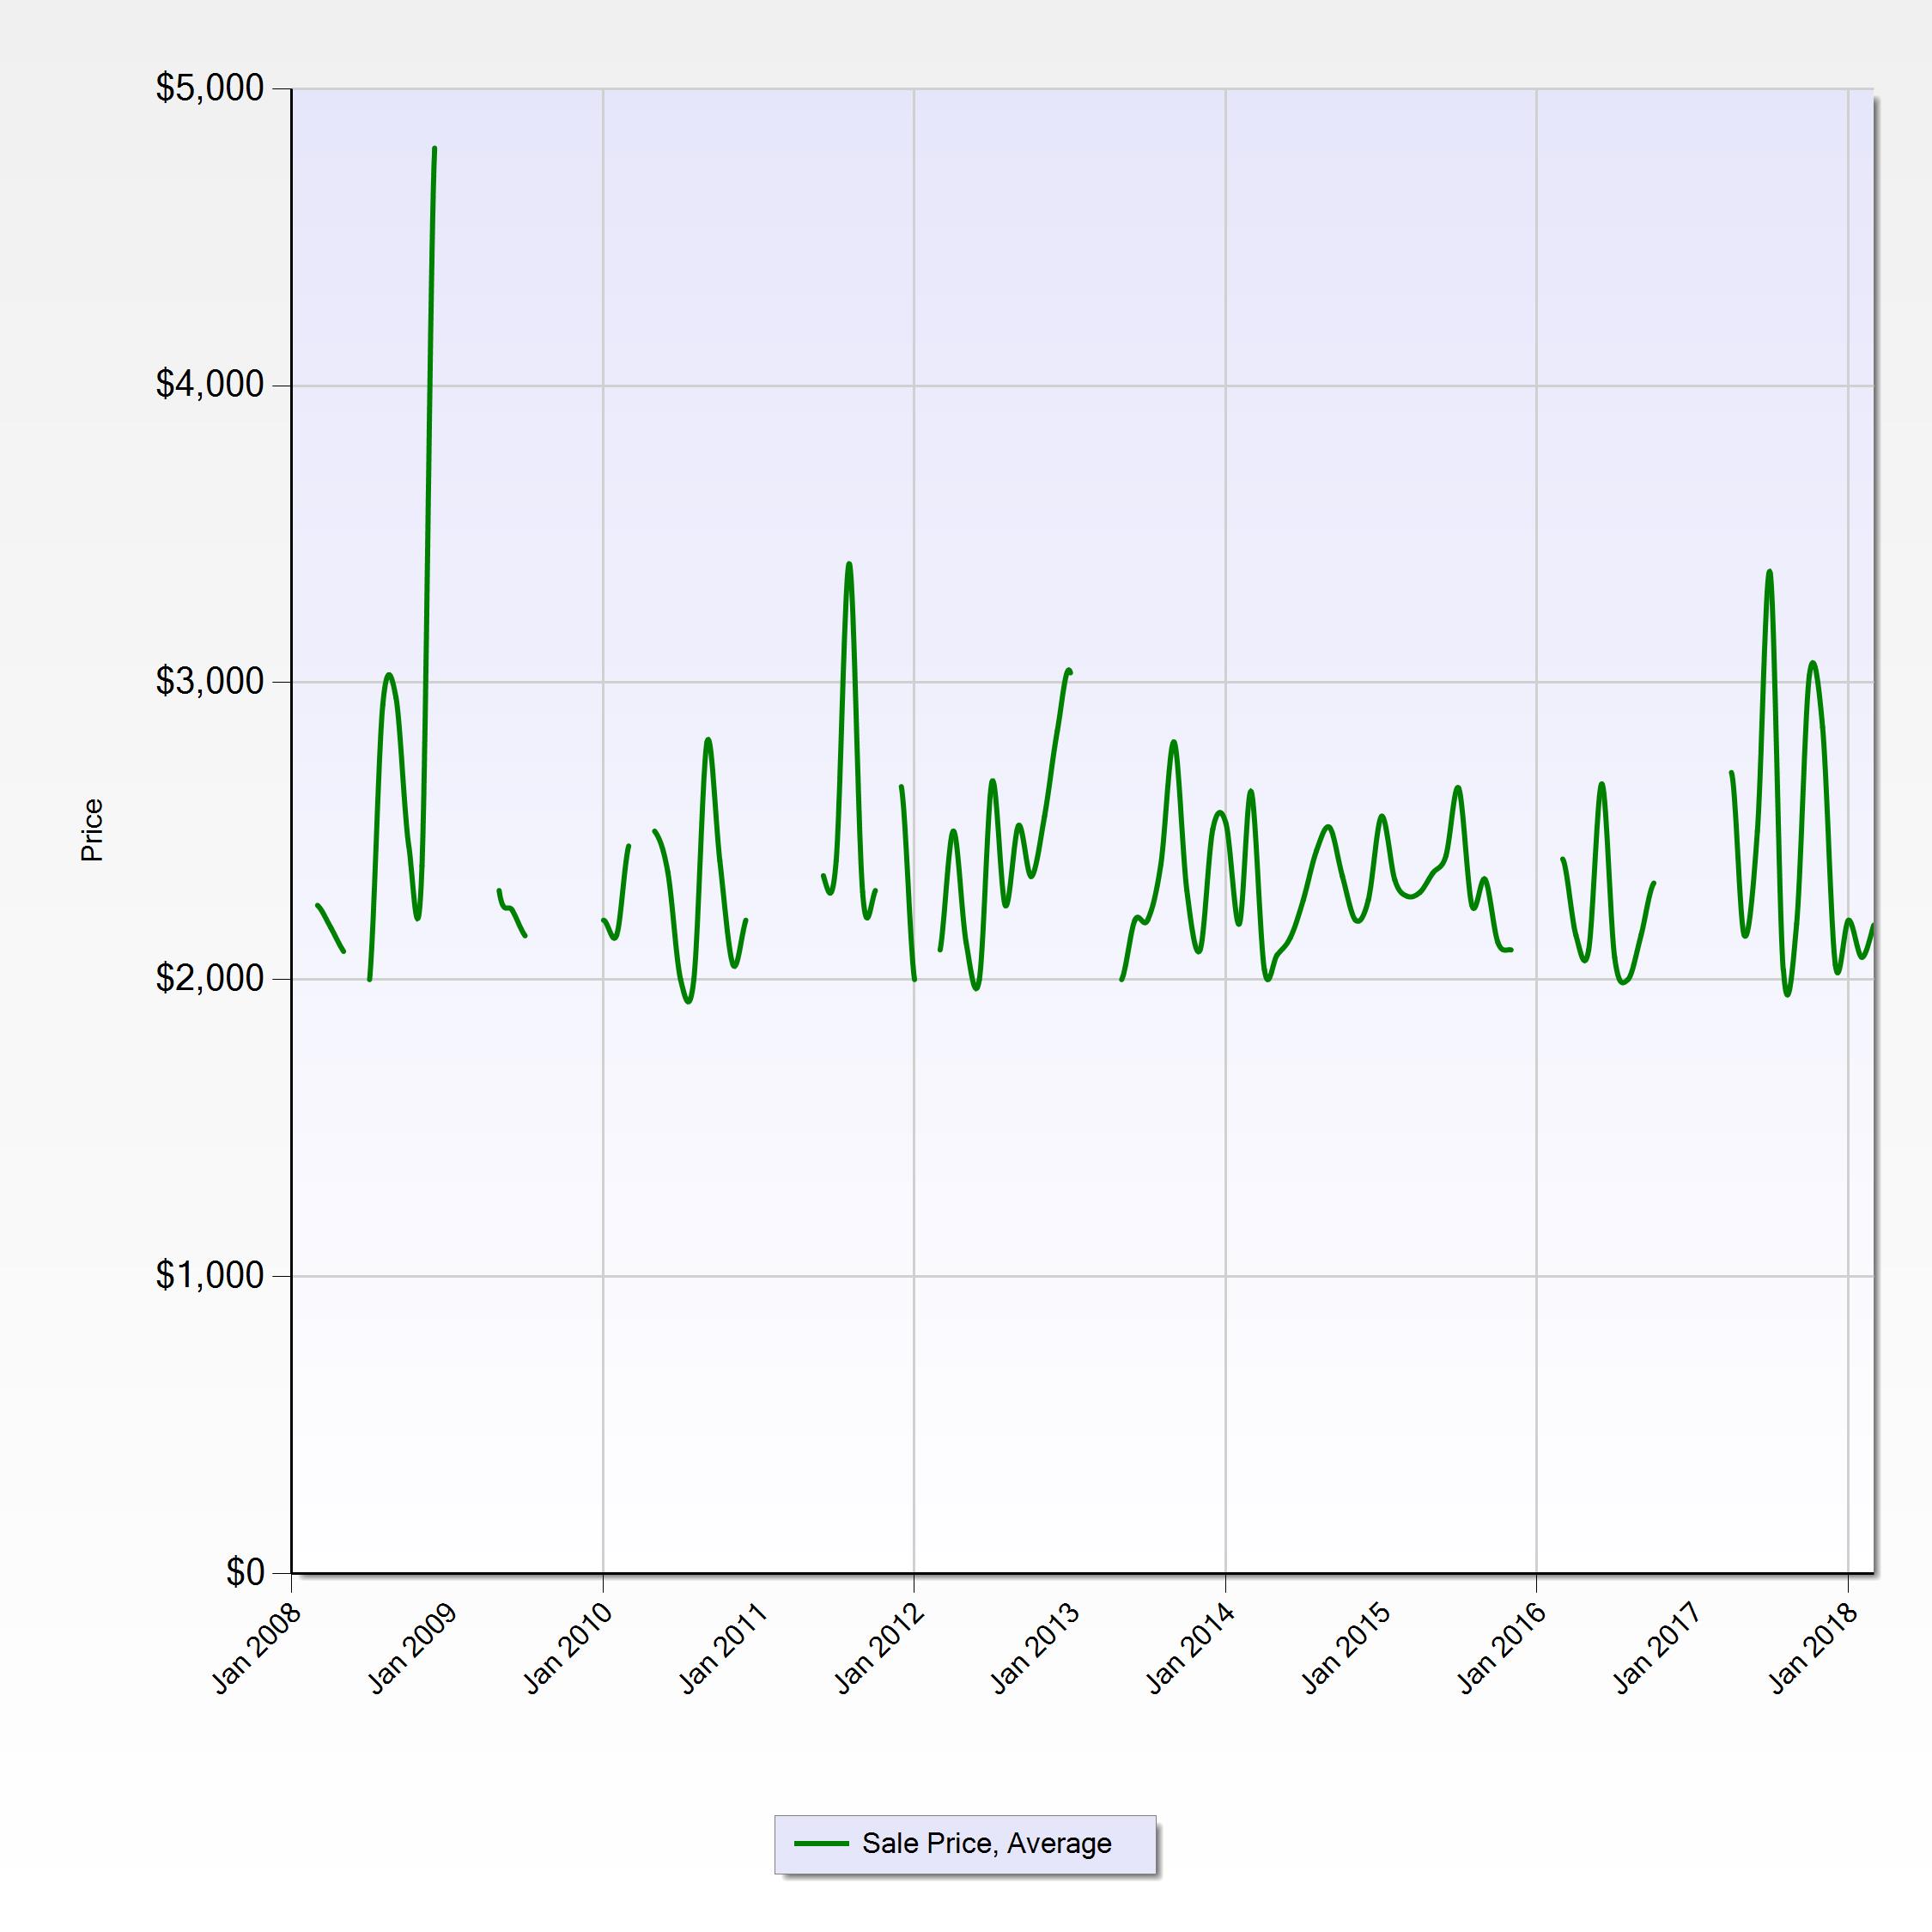 $5,000
$4,000
$3,000
$2,000
$1,000
$0
Price
Jan 2008
Jan 2009
Jan 2010
Jan 2011
Jan 2012
Jan 2013
Jan 2014
Jan 2015
Jan 2016
Jan 2017
Jan 2018
Sale Price, Average